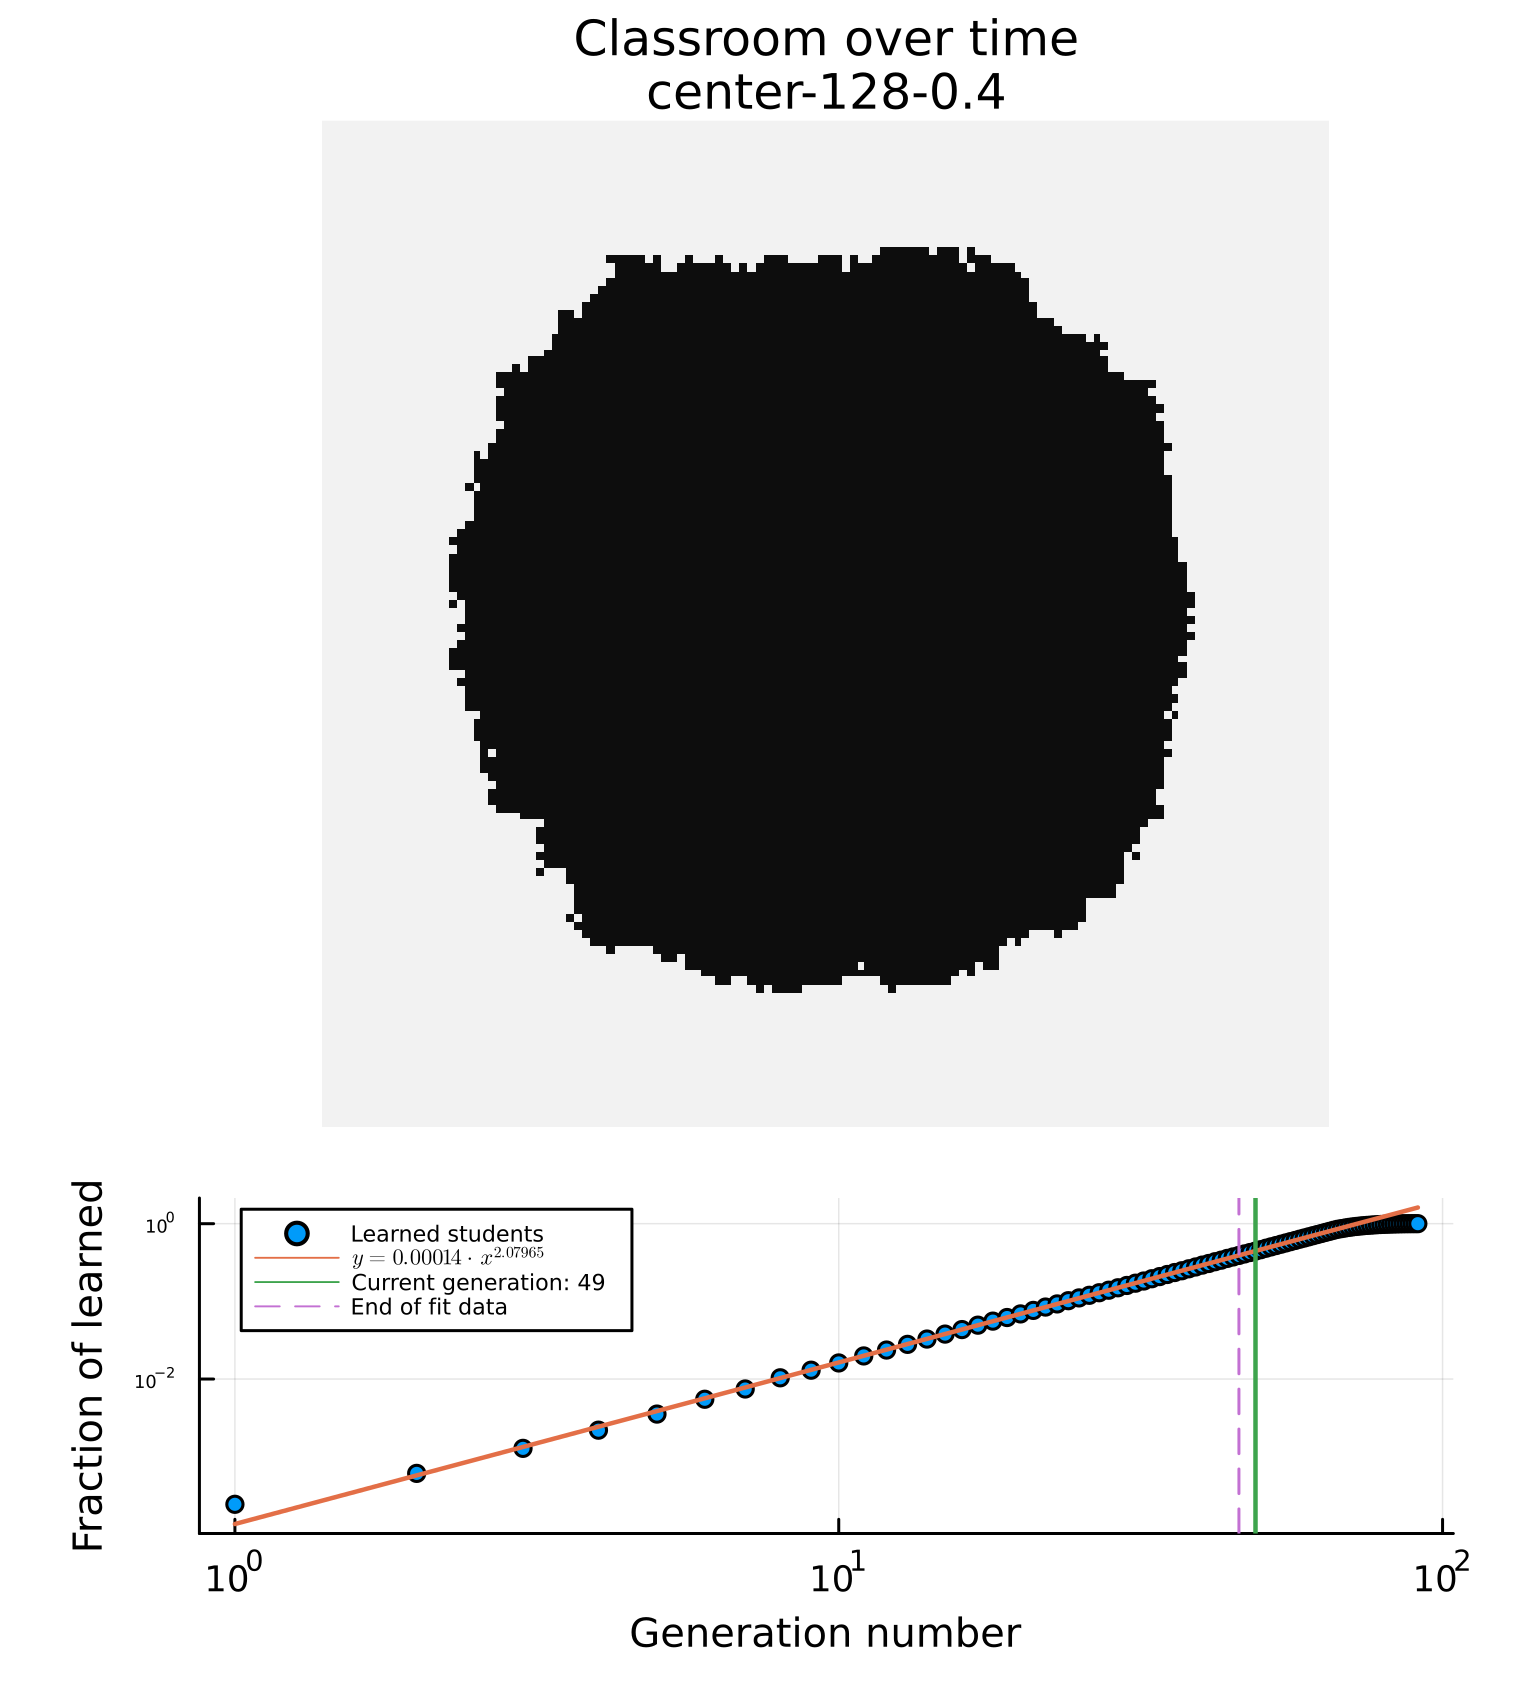 Classroom over time
center-128-0.4
Fraction of learned
10^0
10^-2
Learned students
y = 0.00014 · x^2.07965
Current generation: 49
End of fit data
10^0
10^1
10^2
Generation number